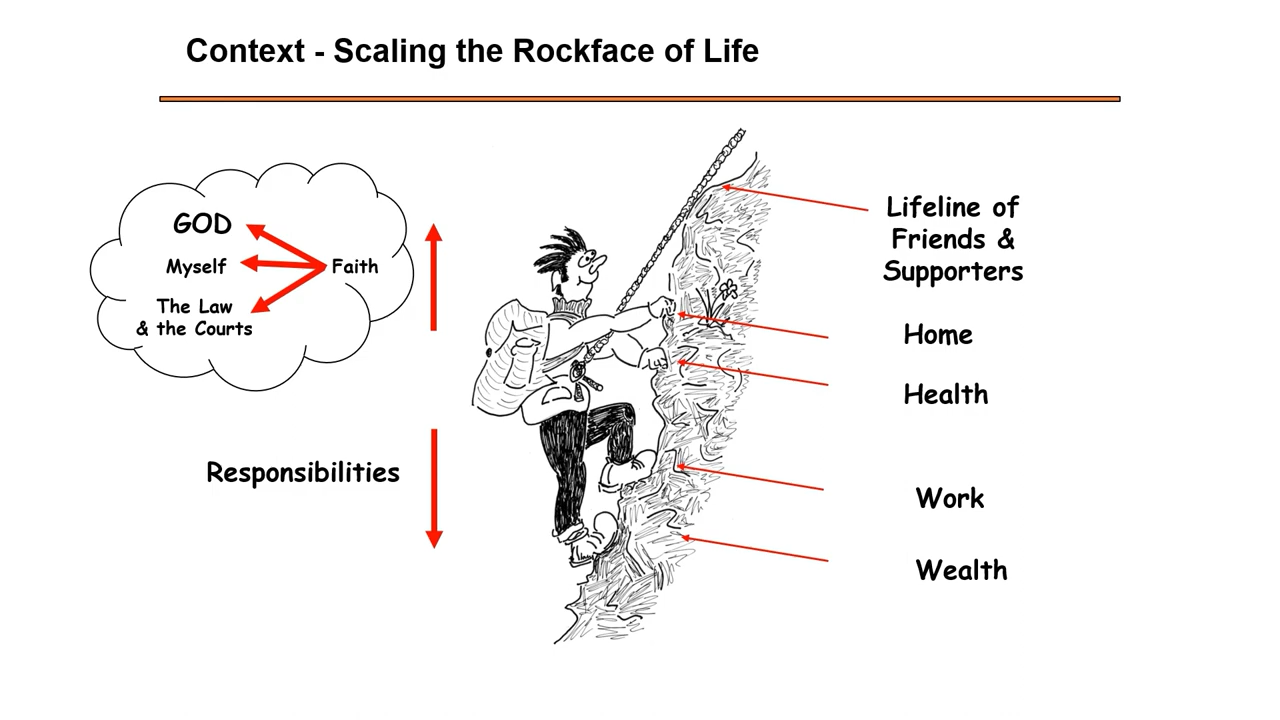 Context - Scaling the Rockface of Life
GOD
Myself
Faith
The Law
& the Courts
Responsibilities
Lifeline of
Friends &
Supporters
Home
Health
Work
Wealth